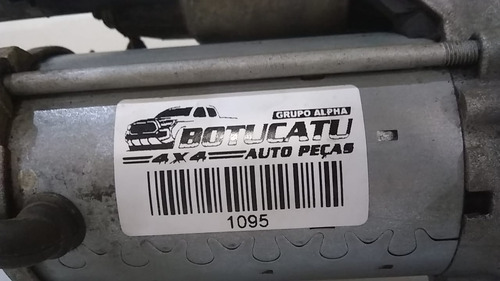 GRUPO ALPHA
BOTUCATU
4X4 AUTO PEÇAS
1095